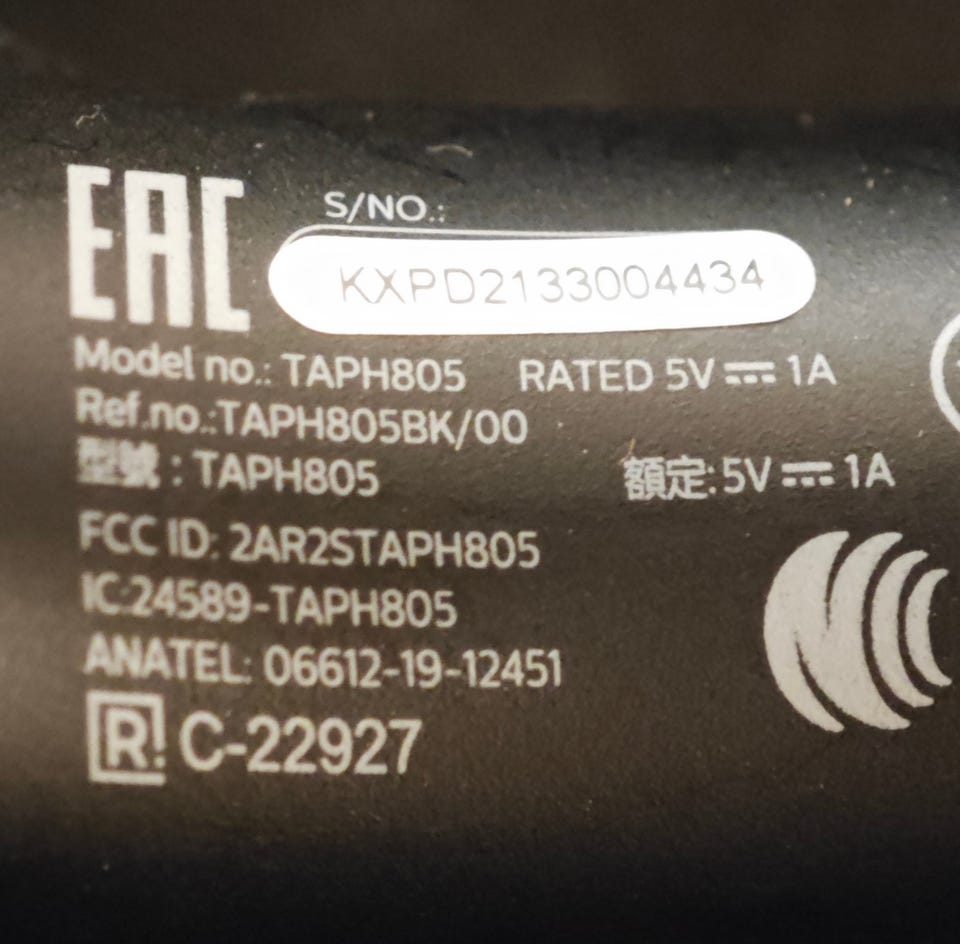 EAC
S/NO.:
KXPD2133004434
Model no.: TAPH805 RATED 5V ⎓ 1A
Ref.no.:TAPH805BK/00
型號: TAPH805 額定: 5V ⎓ 1A
FCC ID: 2AR2STAPH805
IC:24589-TAPH805
ANATEL: 06612-19-12451
R C-22927